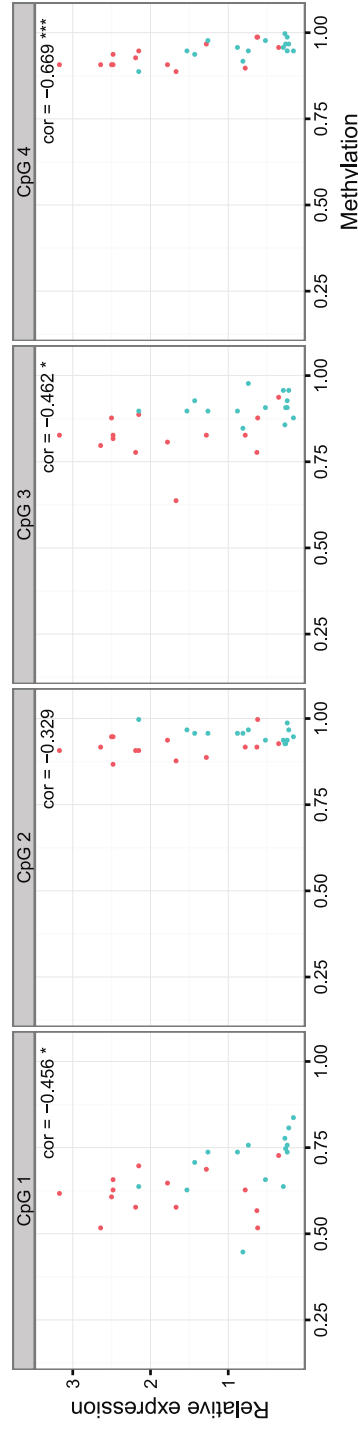 CpG 1
CpG 2
CpG 3
CpG 4
cor = −0.456 *
cor = −0.329
cor = −0.462 *
cor = −0.669 ***
3
2
1
Relative expression
0.25 0.50 0.75 1.00
0.25 0.50 0.75 1.00
0.25 0.50 0.75 1.00
0.25 0.50 0.75 1.00
Methylation